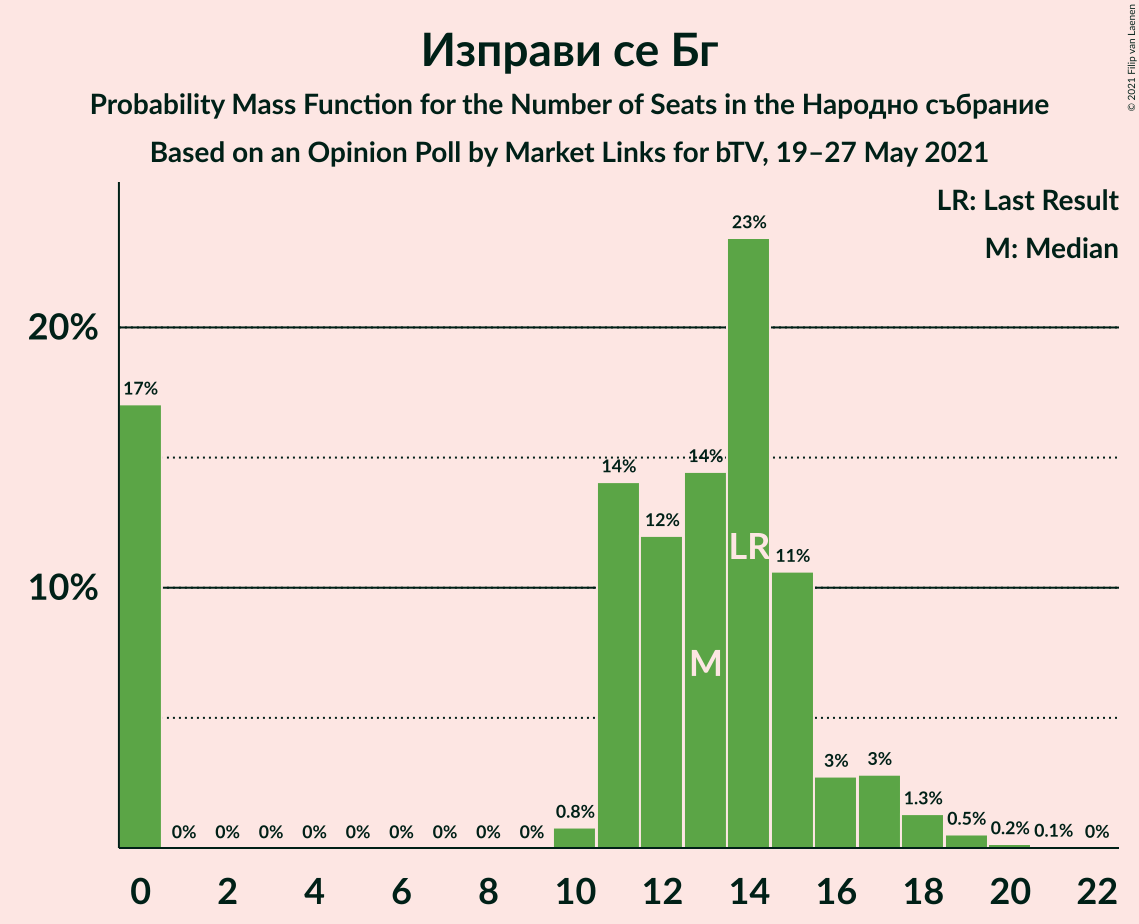 Изправи се Бг
Probability Mass Function for the Number of Seats in the Народно събрание
Based on an Opinion Poll by Market Links for bTV, 19–27 May 2021
© 2021 Filip van Laenen
LR: Last Result
M: Median
20%
10%
17%
0%
0%
0%
0%
0%
0%
0%
0%
0%
0.8%
14%
12%
14%
23%
11%
3%
3%
1.3%
0.5%
0.2%
0.1%
0%
LR
M
0 2 4 6 8 10 12 14 16 18 20 22